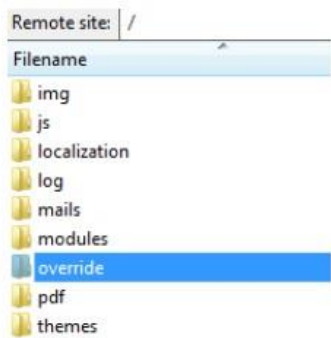 Remote site: /
Filename
img
js
localization
log
mails
modules
override
pdf
themes